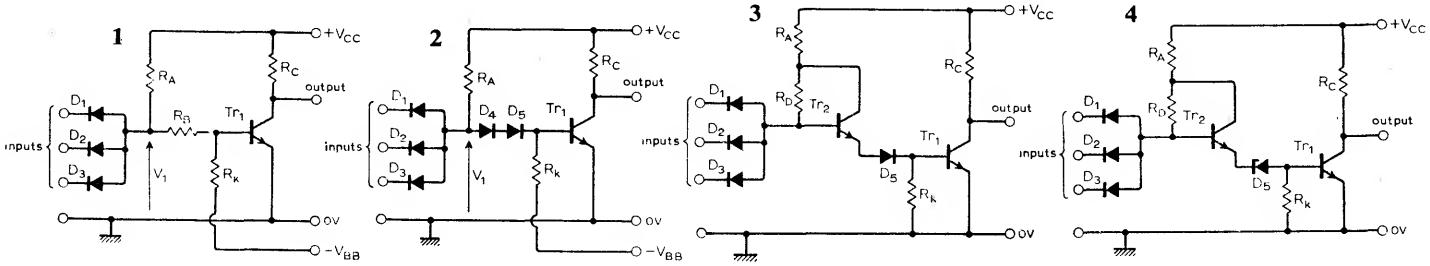 1
+VCC
RA
RC
output
D1
inputs
RB
Tr1
D2
D3
V1
Rk
0V
−VBB
2
+VCC
RA
RC
output
D1
D4
D5
Tr1
inputs
D2
D3
V1
Rk
0V
−VBB
3
+VCC
RA
RC
RD
Tr2
D1
output
inputs
D2
Tr1
D3
D5
Rk
0V
4
+VCC
RA
RC
RD
Tr2
D1
output
inputs
D2
Tr1
D3
D5
Rk
0V